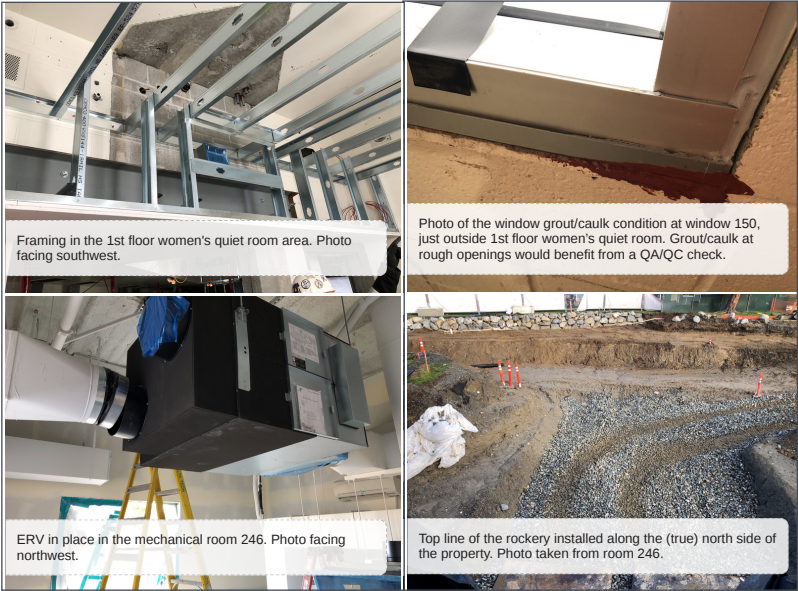 Framing in the 1st floor women's quiet room area. Photo
facing southwest.
Photo of the window grout/caulk condition at window 150,
just outside 1st floor women's quiet room. Grout/caulk at
rough openings would benefit from a QA/QC check.
ERV in place in the mechanical room 246. Photo facing
northwest.
Top line of the rockery installed along the (true) north side of
the property. Photo taken from room 246.